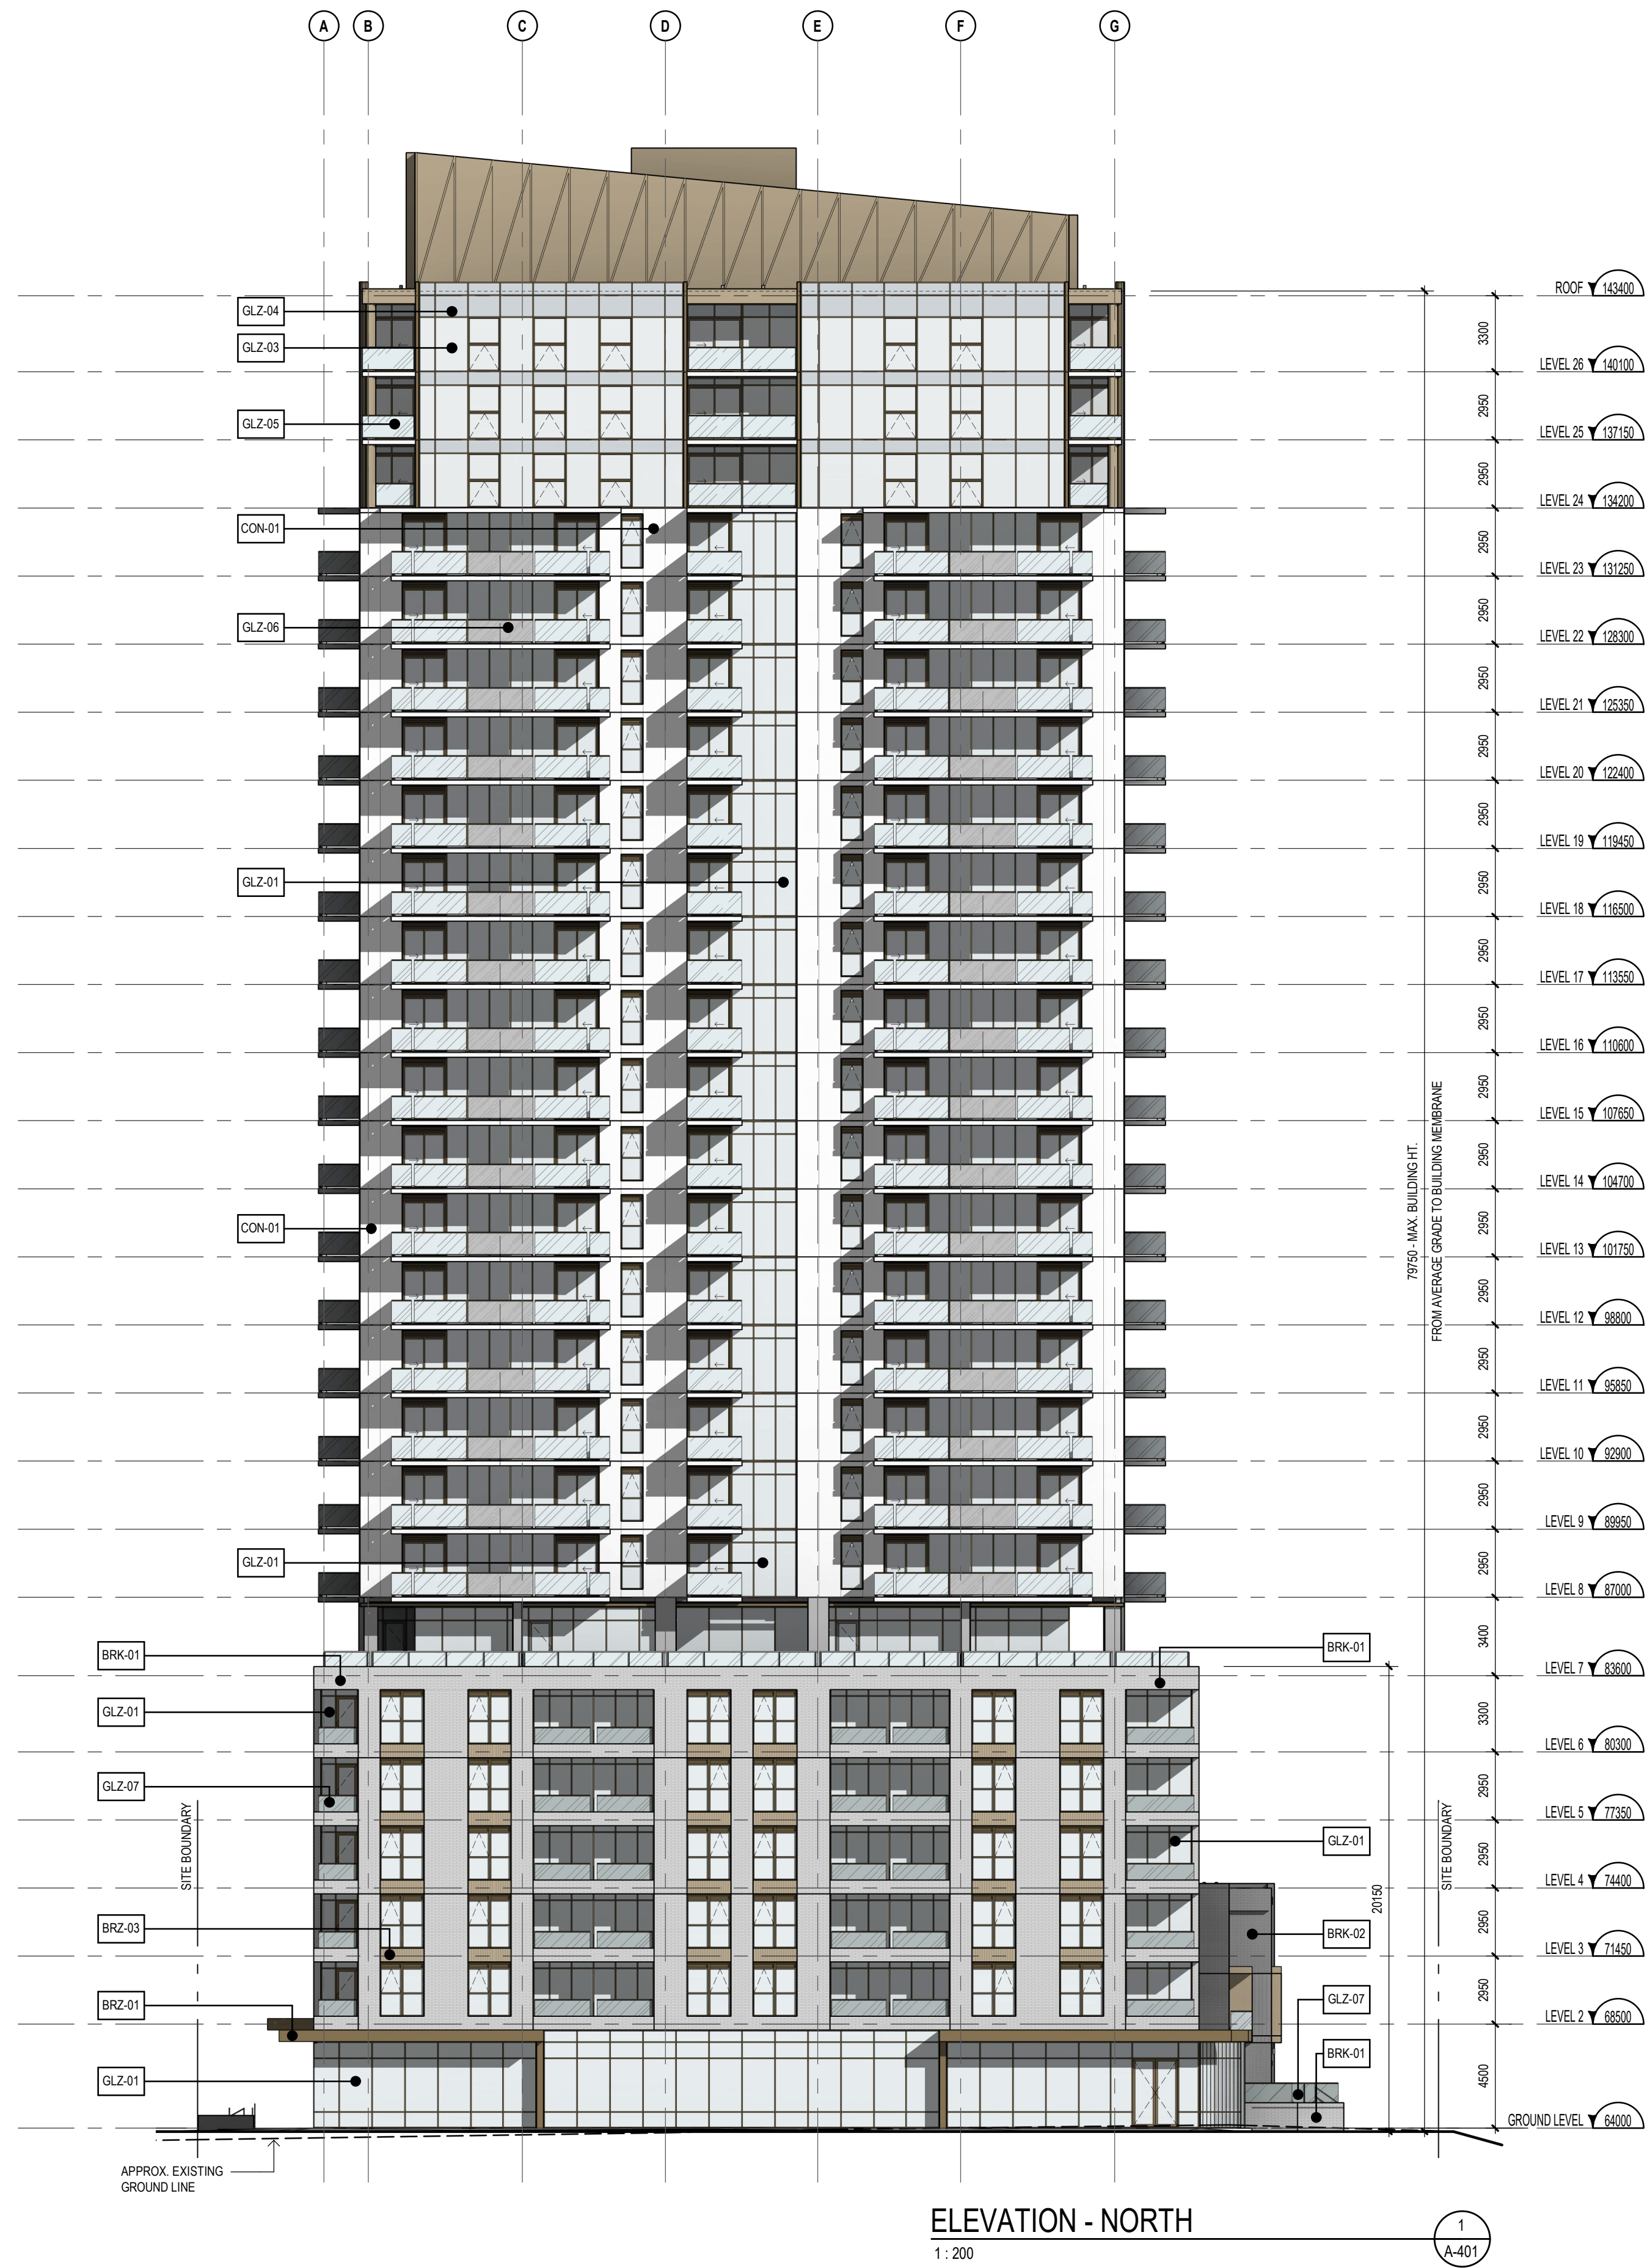 A B C D E F G
ROOF 143400
GLZ-04
3300
GLZ-03
LEVEL 26 140100
2950
GLZ-05
LEVEL 25 137150
2950
LEVEL 24 134200
CON-01
2950
LEVEL 23 131250
2950
GLZ-06
LEVEL 22 128300
2950
LEVEL 21 125350
2950
LEVEL 20 122400
2950
LEVEL 19 119450
GLZ-01
2950
LEVEL 18 116500
2950
LEVEL 17 113550
2950
LEVEL 16 110600
2950
LEVEL 15 107650
2950
LEVEL 14 104700
CON-01
2950
LEVEL 13 101750
79750 - MAX. BUILDING HT.
FROM AVERAGE GRADE TO BUILDING MEMBRANE
2950
LEVEL 12 98800
2950
LEVEL 11 95850
2950
LEVEL 10 92900
2950
LEVEL 9 89950
GLZ-01
2950
LEVEL 8 87000
3400
BRK-01
BRK-01
LEVEL 7 83600
GLZ-01
3300
LEVEL 6 80300
GLZ-07
2950
LEVEL 5 77350
SITE BOUNDARY
GLZ-01
SITE BOUNDARY
2950
LEVEL 4 74400
20150
BRZ-03
BRK-02
2950
LEVEL 3 71450
BRZ-01
GLZ-07
2950
LEVEL 2 68500
GLZ-01
BRK-01
4500
GROUND LEVEL 64000
APPROX. EXISTING
GROUND LINE
ELEVATION - NORTH
1 : 200
1
A-401